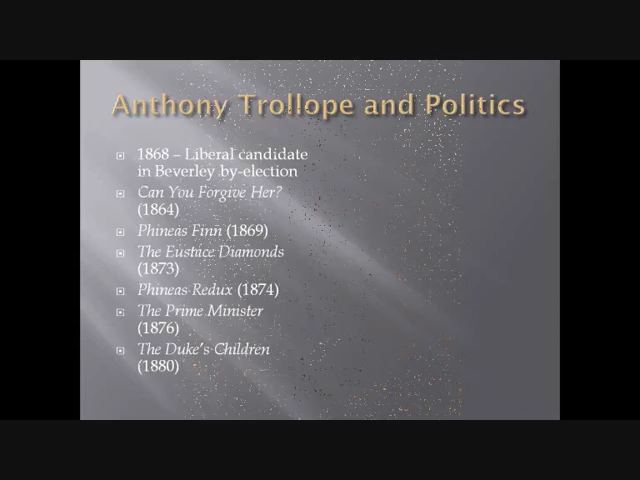 Anthony Trollope and Politics
1868 – Liberal candidate
in Beverley by-election
Can You Forgive Her?
(1864)
Phineas Finn (1869)
The Eustace Diamonds
(1873)
Phineas Redux (1874)
The Prime Minister
(1876)
The Duke's Children
(1880)